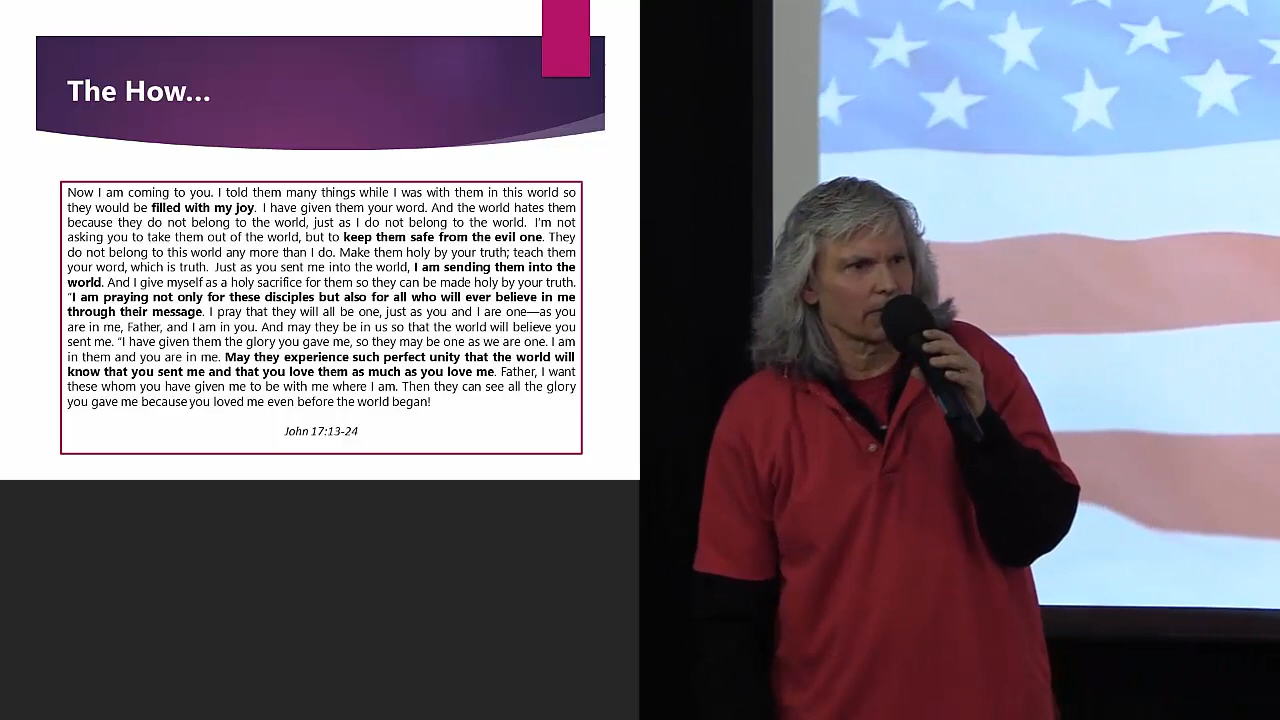 The How...
Now I am coming to you. I told them many things while I was with them in this world so
they would be filled with my joy. I have given them your word. And the world hates them
because they do not belong to the world, just as I do not belong to the world. I'm not
asking you to take them out of the world, but to keep them safe from the evil one. They
do not belong to this world any more than I do. Make them holy by your truth; teach them
your word, which is truth. Just as you sent me into the world, I am sending them into the
world. And I give myself as a holy sacrifice for them so they can be made holy by your truth.
"I am praying not only for these disciples but also for all who will ever believe in me
through their message. I pray that they will all be one, just as you and I are one—as you
are in me, Father, and I am in you. And may they be in us so that the world will believe you
sent me. "I have given them the glory you gave me, so they may be one as we are one. I am
in them and you are in me. May they experience such perfect unity that the world will
know that you sent me and that you love them as much as you love me. Father, I want
these whom you have given me to be with me where I am. Then they can see all the glory
you gave me because you loved me even before the world began!
John 17:13-24